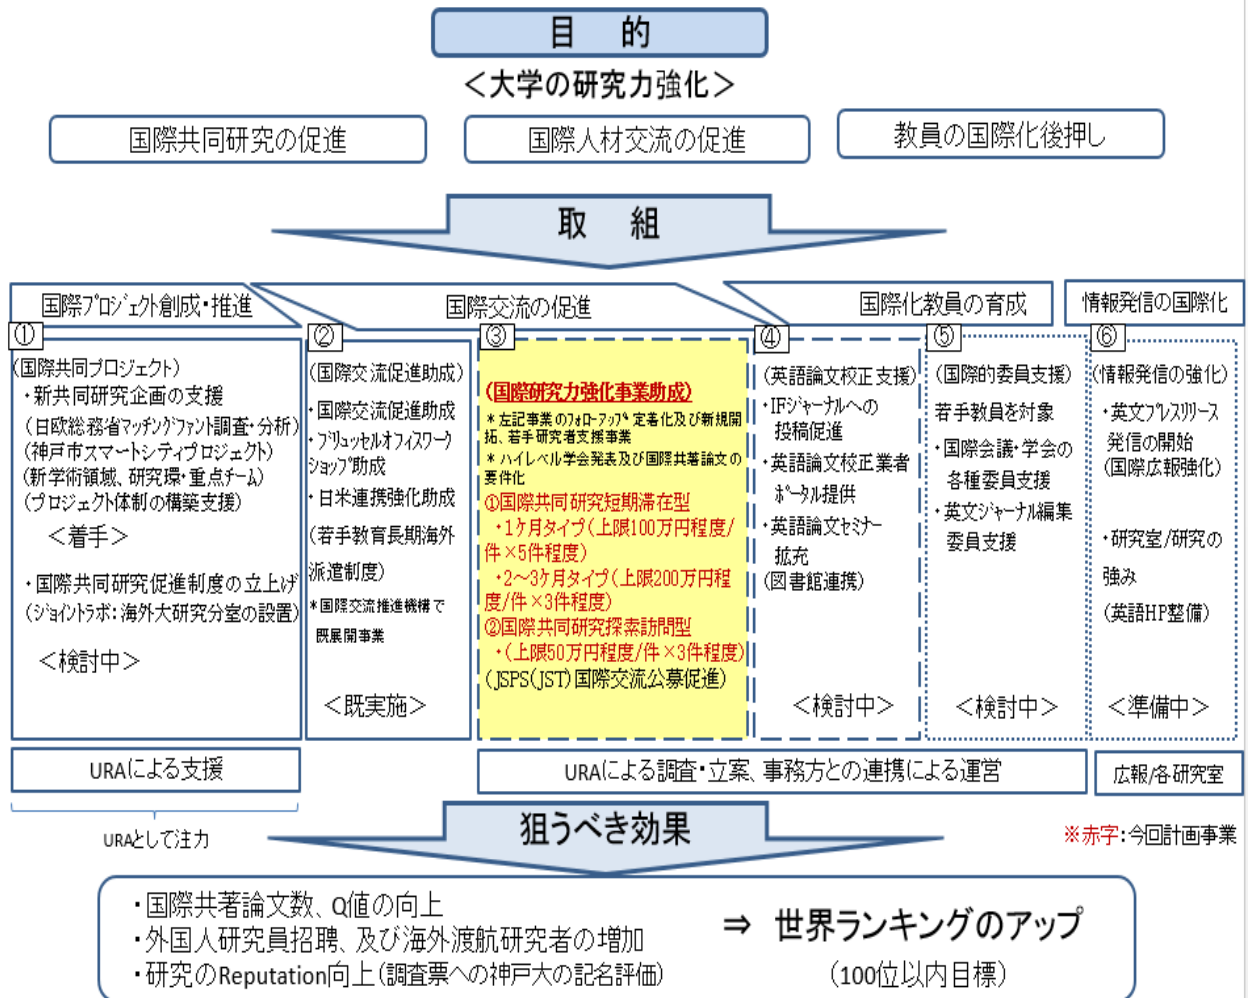 目　的
＜大学の研究力強化＞
国際共同研究の促進
国際人材交流の促進
教員の国際化後押し
取　組
国際プロジェクト創成・推進
国際交流の促進
国際化教員の育成
情報発信の国際化
①
(国際共同プロジェクト)
・新共同研究企画の支援
(日欧総務省マッチングファンド調査・分析)
(神戸市スマートシティプロジェクト)
(新学術領域、研究環・重点チーム)
(プロジェクト体制の構築支援)
＜着手＞
・国際共同研究促進制度の立上げ
(ジョイントラボ：海外大研究分室の設置)
＜検討中＞
②
(国際交流促進助成)
・国際交流促進助成
・ブリュッセルオフィスワーク
ショップ助成
・日米連携強化助成
(若手教育長期海外
派遣制度)
＊国際交流推進機構で
既展開事業
＜既実施＞
③
(国際研究力強化事業助成)
＊左記事業のフォローアップ、定着化及び新規開
拓、若手研究者支援事業
＊ハイレベル学会発表及び国際共著論文の
要件化
①国際共同研究短期滞在型
・1ケ月タイプ(上限100万円程度/
件×5件程度)
・2～3ケ月タイプ(上限200万円程
度/件×3件程度)
②国際共同研究探索訪問型
・(上限50万円程度/件×3件程度)
(JSPS(JST)国際交流公募促進)
④
(英語論文校正支援)
・IFジャーナルへの
投稿促進
・英語論文校正業者
ポータル提供
・英語論文セミナー
拡充
(図書館連携)
＜検討中＞
⑤
(国際的委員支援)
若手教員を対象
・国際会議・学会の
各種委員支援
・英文ジャーナル編集
委員支援
＜検討中＞
⑥
(情報発信の強化)
・英文プレスリリース
発信の開始
(国際広報強化)
・研究室/研究の
強み
(英語HP整備)
＜準備中＞
URAによる支援
URAによる調査・立案、事務方との連携による運営
広報/各研究室
URAとして注力
狙うべき効果
※赤字：今回計画事業
・国際共著論文数、Q値の向上
・外国人研究員招聘、及び海外渡航研究者の増加
・研究のReputation向上(調査票への神戸大の記名評価)
⇒ 世界ランキングのアップ
(100位以内目標)